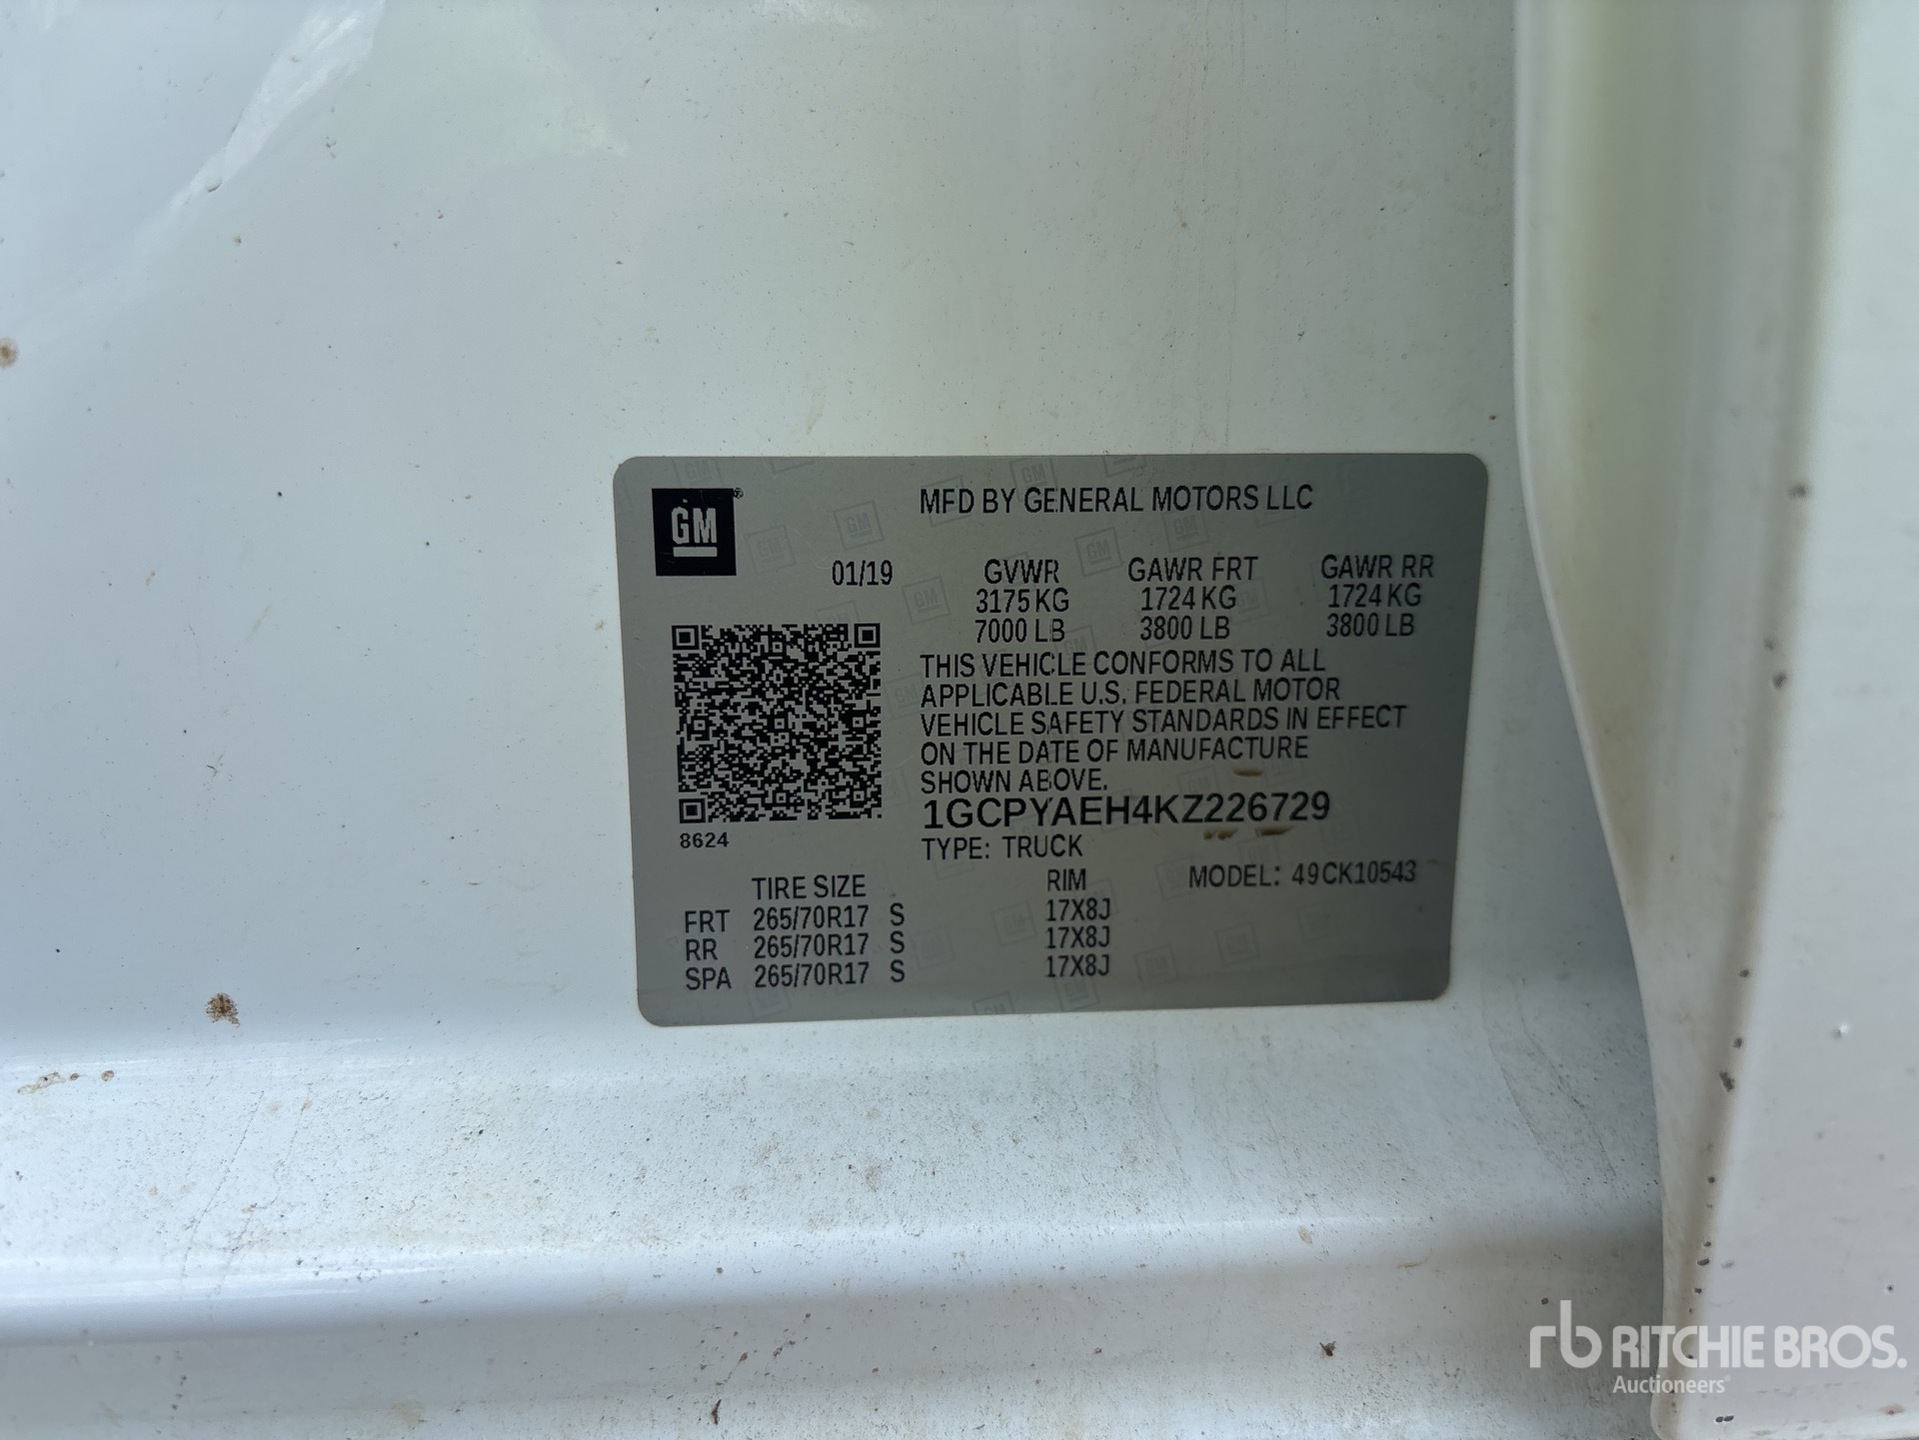 GM
MFD BY GENERAL MOTORS LLC
01/19 GVWR GAWR FRT GAWR RR
3175 KG 1724 KG 1724 KG
7000 LB 3800 LB 3800 LB
THIS VEHICLE CONFORMS TO ALL
APPLICABLE U.S. FEDERAL MOTOR
VEHICLE SAFETY STANDARDS IN EFFECT
ON THE DATE OF MANUFACTURE
SHOWN ABOVE.
1GCPYAEH4KZ226729
8624
TYPE: TRUCK
MODEL: 49CK10543
TIRE SIZE RIM
FRT 265/70R17 S 17X8J
RR 265/70R17 S 17X8J
SPA 265/70R17 S 17X8J
rb RITCHIE BROS.
Auctioneers